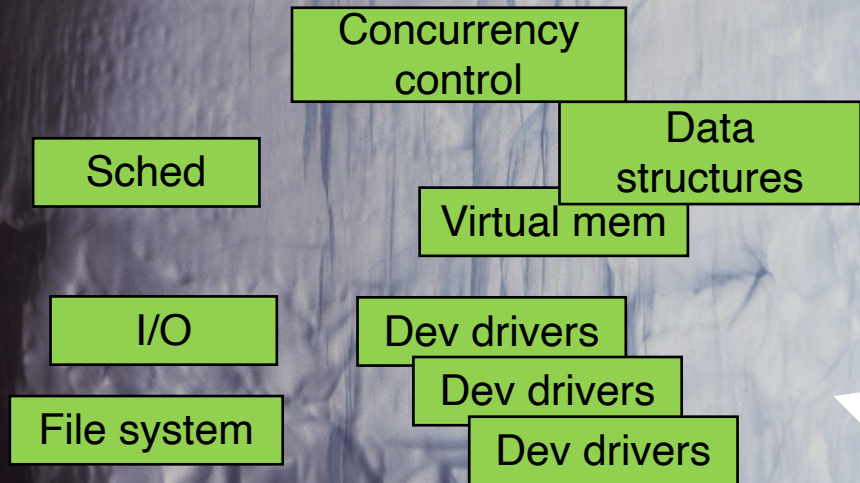 Concurrency
control
Data
structures
Sched
Virtual mem
I/O
Dev drivers
Dev drivers
File system
Dev drivers